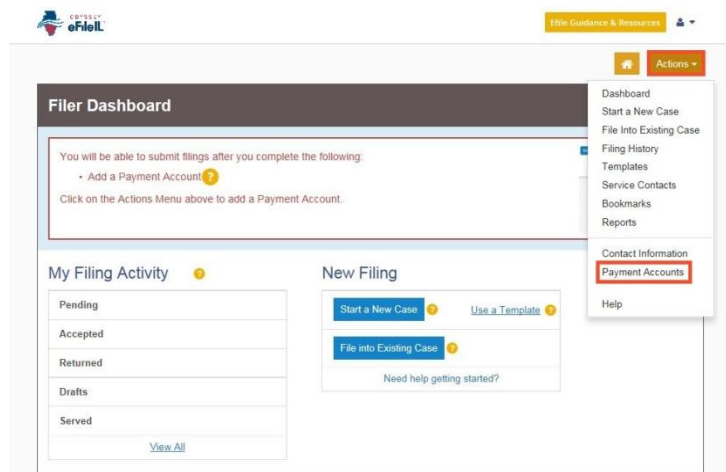 ODYSSEY
eFileIL
Efile Guidance & Resources
Actions
Filer Dashboard
Dashboard
Start a New Case
File Into Existing Case
Filing History
Templates
Service Contacts
Bookmarks
Reports
Contact Information
Payment Accounts
Help
You will be able to submit filings after you complete the following:
• Add a Payment Account ?
Click on the Actions Menu above to add a Payment Account.
My Filing Activity ?
Pending
Accepted
Returned
Drafts
Served
View All
New Filing
Start a New Case ? Use a Template ?
File into Existing Case ?
Need help getting started?